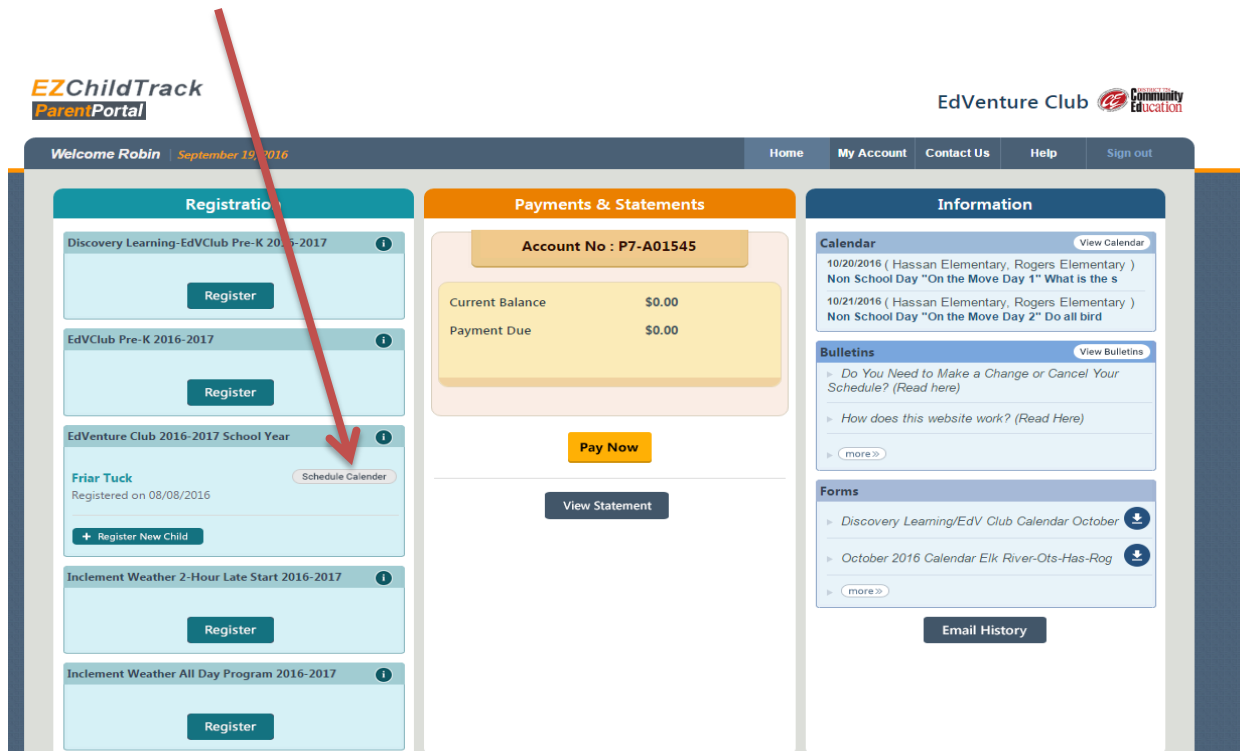 EZChildTrack
ParentPortal
EdVenture Club
CE
Community
Education
Welcome Robin | September 19, 2016
Home
My Account
Contact Us
Help
Sign out
Registration
Discovery Learning-EdVClub Pre-K 2016-2017
Register
EdVClub Pre-K 2016-2017
Register
EdVenture Club 2016-2017 School Year
Friar Tuck
Schedule Calender
Registered on 08/08/2016
+ Register New Child
Inclement Weather 2-Hour Late Start 2016-2017
Register
Inclement Weather All Day Program 2016-2017
Register
Payments & Statements
Account No : P7-A01545
Current Balance $0.00
Payment Due $0.00
Pay Now
View Statement
Information
Calendar
View Calendar
10/20/2016 ( Hassan Elementary, Rogers Elementary )
Non School Day "On the Move Day 1" What is the s
10/21/2016 ( Hassan Elementary, Rogers Elementary )
Non School Day "On the Move Day 2" Do all bird
Bulletins
View Bulletins
Do You Need to Make a Change or Cancel Your
Schedule? (Read here)
How does this website work? (Read Here)
more »
Forms
Discovery Learning/EdV Club Calendar October
October 2016 Calendar Elk River-Ots-Has-Rog
more »
Email History